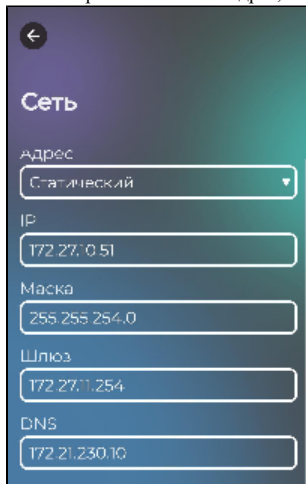 Сеть
Адрес
Статический
IP
172.27.10.51
Маска
255.255.254.0
Шлюз
172.27.11.254
DNS
172.21.230.10